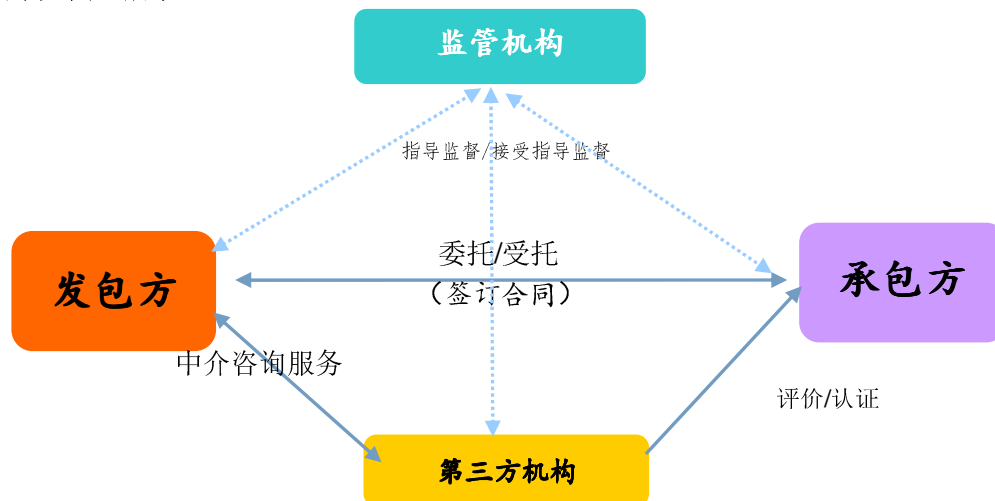 监管机构
指导监督/接受指导监督
委托/受托
（签订合同）
发包方
承包方
中介咨询服务
评价/认证
第三方机构